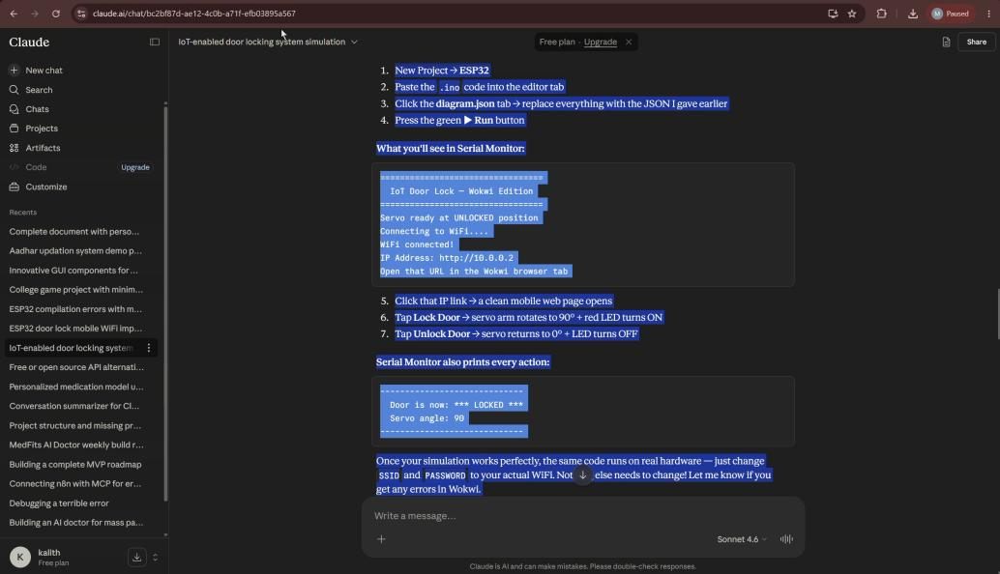 claude.ai/chat/bc2bf87d-ae12-4c0b-a71f-efb03895a567
M Paused
Claude
IoT-enabled door locking system simulation
Free plan · Upgrade
Share
New chat
Search
Chats
Projects
Artifacts
Code Upgrade
Customize
Recents
Complete document with perso...
Aadhar updation system demo p...
Innovative GUI components for ...
College game project with minim...
ESP32 compilation errors with m...
ESP32 door lock mobile WiFi imp...
IoT-enabled door locking system
Free or open source API alternati...
Personalized medication model u...
Conversation summarizer for Cl...
Project structure and missing pr...
MedFits AI Doctor weekly build r...
Building a complete MVP roadmap
Connecting n8n with MCP for er...
Debugging a terrible error
Building an AI doctor for mass pa...
K
kalith
Free plan
1. New Project → ESP32
2. Paste the .ino code into the editor tab
3. Click the diagram.json tab → replace everything with the JSON I gave earlier
4. Press the green ▶ Run button
What you'll see in Serial Monitor:
==================================
IoT Door Lock — Wokwi Edition
==================================
Servo ready at UNLOCKED position
Connecting to WiFi....
WiFi connected!
IP Address: http://10.0.0.2
Open that URL in the Wokwi browser tab
5. Click that IP link → a clean mobile web page opens
6. Tap Lock Door → servo arm rotates to 90° + red LED turns ON
7. Tap Unlock Door → servo returns to 0° + LED turns OFF
Serial Monitor also prints every action:
-----------------------------
Door is now: *** LOCKED ***
Servo angle: 90
-----------------------------
Once your simulation works perfectly, the same code runs on real hardware — just change
SSID and PASSWORD to your actual WiFi. Not else needs to change! Let me know if you
get any errors in Wokwi.
Write a message...
Sonnet 4.6
Claude is AI and can make mistakes. Please double-check responses.